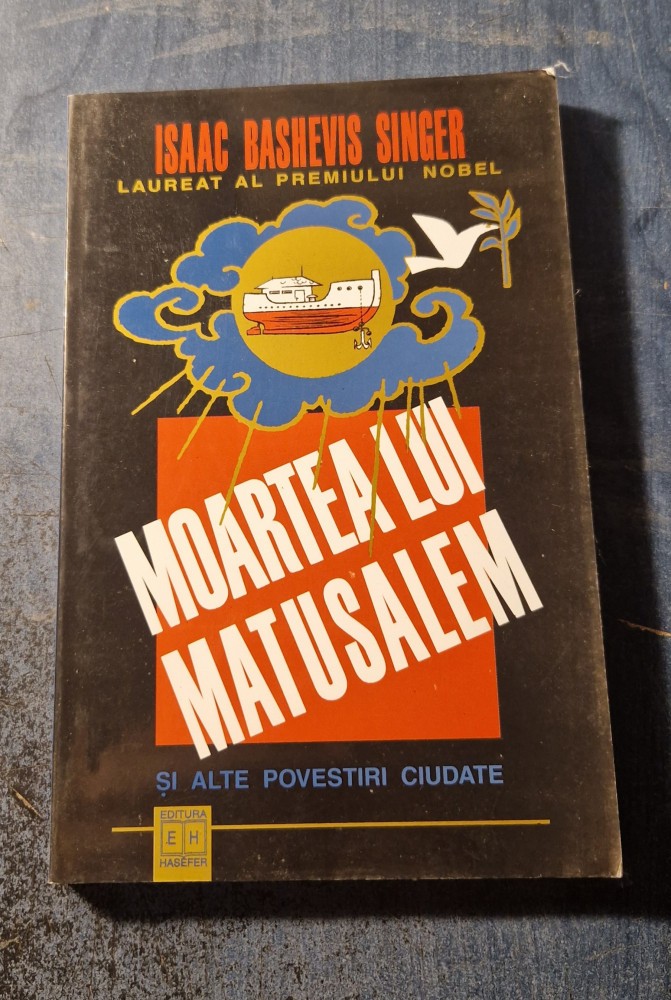 ISAAC BASHEVIS SINGER
LAUREAT AL PREMIULUI NOBEL
MOARTEA LUI
MATUSALEM
ȘI ALTE POVESTIRI CIUDATE
EDITURA
E H
HASEFER